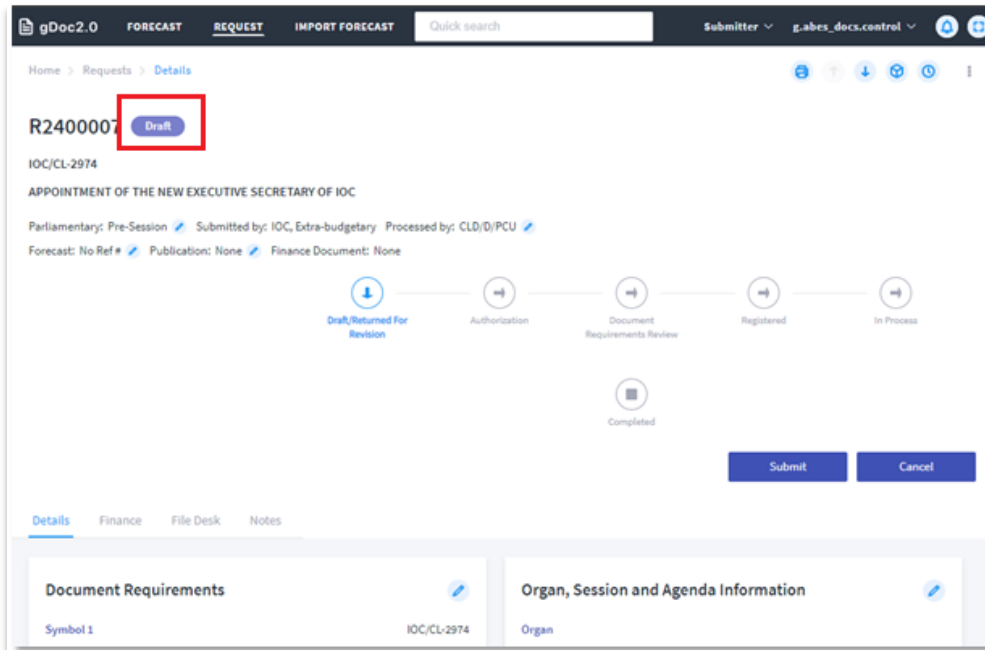 gDoc2.0 FORECAST REQUEST IMPORT FORECAST Quick search Submitter g.abes_docs.control
Home > Requests > Details
R2400007 Draft
IOC/CL-2974
APPOINTMENT OF THE NEW EXECUTIVE SECRETARY OF IOC
Parliamentary: Pre-Session Submitted by: IOC, Extra-budgetary Processed by: CLD/D/PCU
Forecast: No Ref # Publication: None Finance Document: None
Draft/Returned For Revision
Authorization
Document Requirements Review
Registered
In Process
Completed
Submit Cancel
Details Finance File Desk Notes
Document Requirements
Symbol 1 IOC/CL-2974
Organ, Session and Agenda Information
Organ